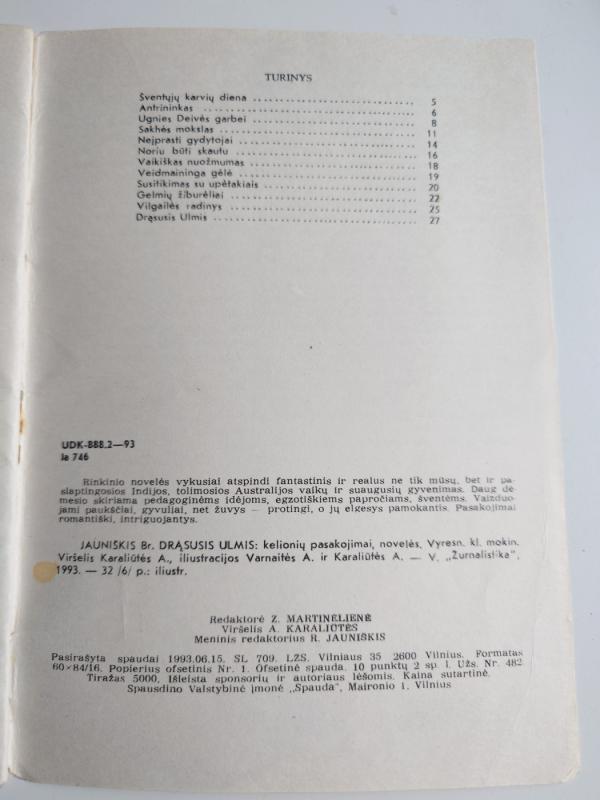 TURINYS
Šventųjų karvių diena 5
Antrininkas 6
Ugnies Deivės garbei 8
Sakhės mokslas 11
Neįprasti gydytojai 14
Noriu būti skautu 16
Vaikiškas nuožmumas 18
Veidmaininga gėlė 19
Susitikimas su upėtakiais 20
Gelmių žiburėliai 22
Vilgailės radinys 25
Drąsusis Ulmis 27
UDK-888.2—93
Ja 746
Rinkinio novelės vykusiai atspindi fantastinis ir realus ne tik mūsų, bet ir pa-
slaptingosios Indijos, tolimosios Australijos vaikų ir suaugusių gyvenimas. Daug dė-
mesio skiriama pedagoginėms idėjoms, egzotiškiems papročiams, šventėms. Vaizduo-
jami paukščiai, gyvuliai, net žuvys — protingi, o jų elgesys pamokantis. Pasakojimai
romantiški, intriguojantys.
JAUNIŠKIS Br. DRĄSUSIS ULMIS: kelionių pasakojimai, novelės, Vyresn. kl. mokin.
Viršelis Karaliūtės A., iliustracijos Varnaitės A. ir Karaliūtės A. — V. „Žurnalistika",
1993. — 32 /6/ p.: iliustr.
Redaktorė Z. MARTINĖLIENĖ
Viršelis A. KARALIŪTĖS
Meninis redaktorius R. JAUNIŠKIS
Pasirašyta spaudai 1993.06.15. SL 709. LZS. Vilniaus 35 2600 Vilnius. Formatas
60×84/16. Popierius ofsetinis Nr. 1. Ofsetinė spauda. 10 punktų 2 sp l. Užs. Nr. 482
Tiražas 5000. Išleista sponsorių ir autoriaus lėšomis. Kaina sutartinė.
Spausdino Valstybinė įmonė „Spauda", Maironio 1, Vilnius